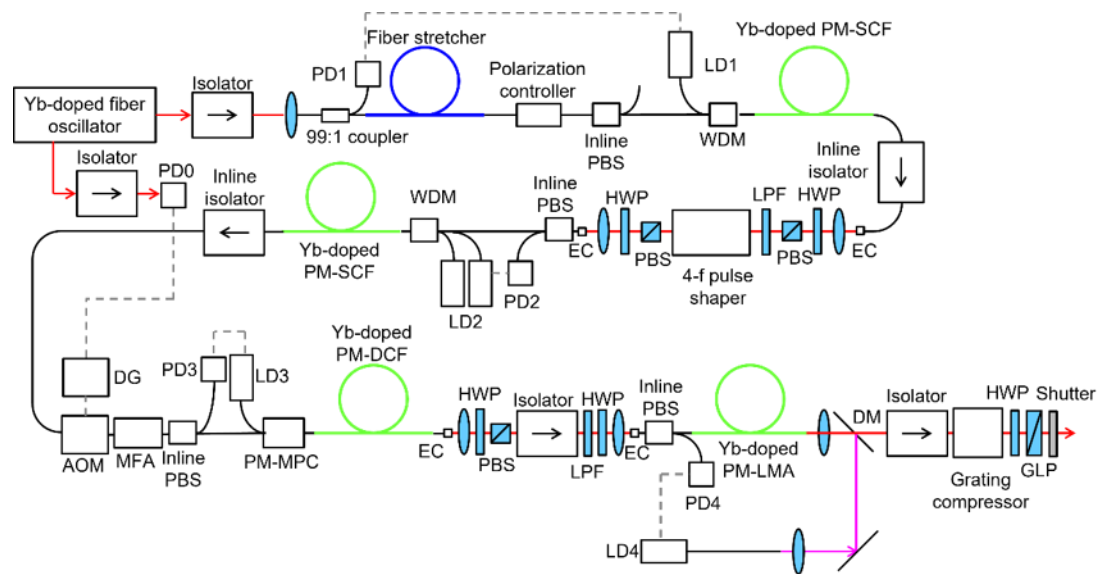 Yb-doped fiber
oscillator
Isolator
Isolator
PD0
99:1 coupler
PD1
Fiber stretcher
Polarization
controller
Inline
PBS
LD1
WDM
Yb-doped PM-SCF
Inline
isolator
HWP
LPF
PBS
EC
4-f pulse
shaper
HWP
PBS
EC
Inline
PBS
PD2
LD2
WDM
Yb-doped
PM-SCF
Inline
isolator
DG
AOM
MFA
Inline
PBS
PD3
LD3
PM-MPC
Yb-doped
PM-DCF
EC
HWP
PBS
Isolator
LPF
HWP
EC
Inline
PBS
PD4
LD4
Yb-doped
PM-LMA
DM
Isolator
Grating
compressor
HWP
GLP
Shutter